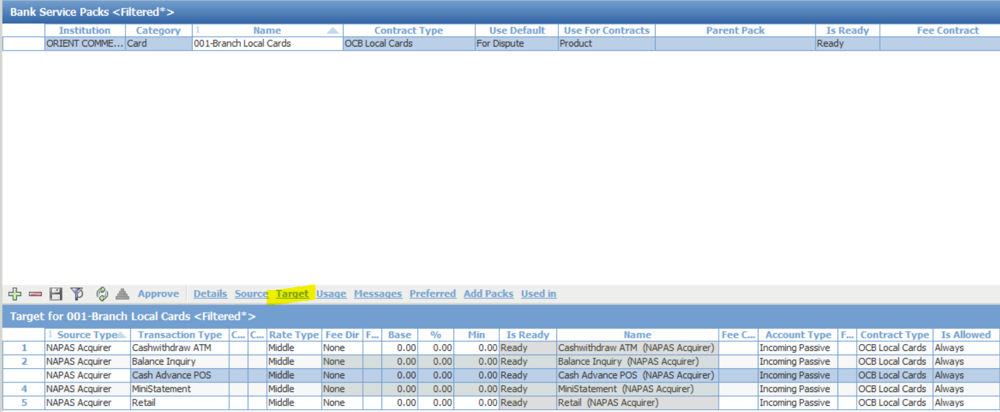 Bank Service Packs <Filtered*>
Institution Category 1 Name Contract Type Use Default Use For Contracts Parent Pack Is Ready Fee Contract
ORIENT COMME... Card 001-Branch Local Cards OCB Local Cards For Dispute Product Ready
Approve Details Source Target Usage Messages Preferred Add Packs Used in
Target for 001-Branch Local Cards <Filtered*>
1 Source Type Transaction Type C... C... Rate Type Fee Dir F... Base % Min Is Ready Name Fee C... Account Type F... Contract Type Is Allowed
1 NAPAS Acquirer Cashwithdraw ATM Middle None 0.00 0.00 0.00 Ready Cashwithdraw ATM (NAPAS Acquirer) Incoming Passive OCB Local Cards Always
2 NAPAS Acquirer Balance Inquiry Middle None 0.00 0.00 0.00 Ready Balance Inquiry (NAPAS Acquirer) Incoming Passive OCB Local Cards Always
NAPAS Acquirer Cash Advance POS Middle None 0.00 0.00 0.00 Ready Cash Advance POS (NAPAS Acquirer) Incoming Passive OCB Local Cards Always
4 NAPAS Acquirer MiniStatement Middle None 0.00 0.00 0.00 Ready MiniStatement (NAPAS Acquirer) Incoming Passive OCB Local Cards Always
5 NAPAS Acquirer Retail Middle None 0.00 0.00 0.00 Ready Retail (NAPAS Acquirer) Incoming Passive OCB Local Cards Always